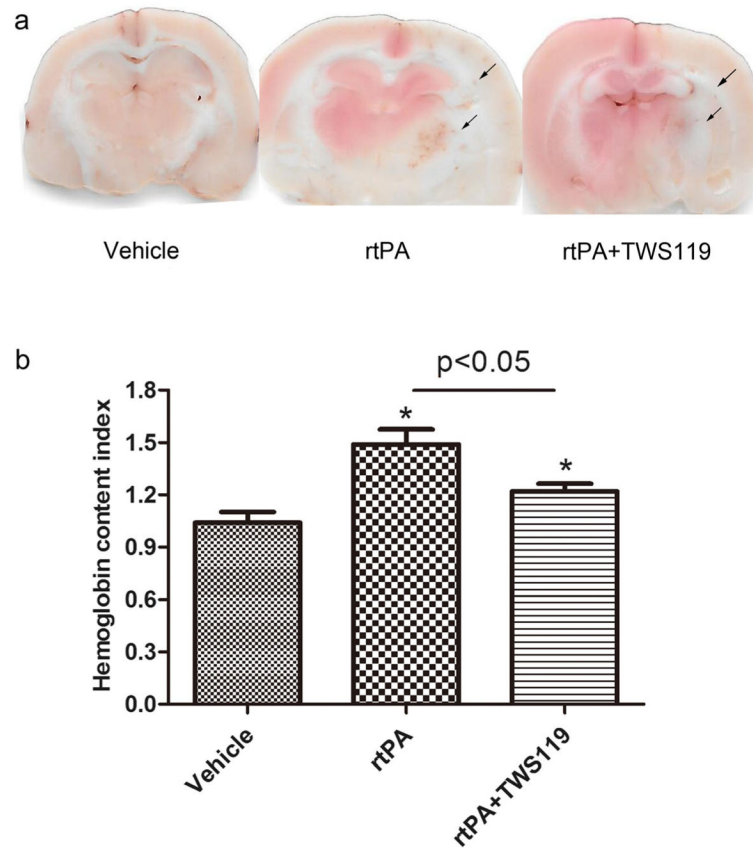 a
Vehicle rtPA rtPA+TWS119
b
p<0.05
1.8
1.5
1.2
0.9
0.6
0.3
0.0
* *
Hemoglobin content index
Vehicle rtPA rtPA+TWS119